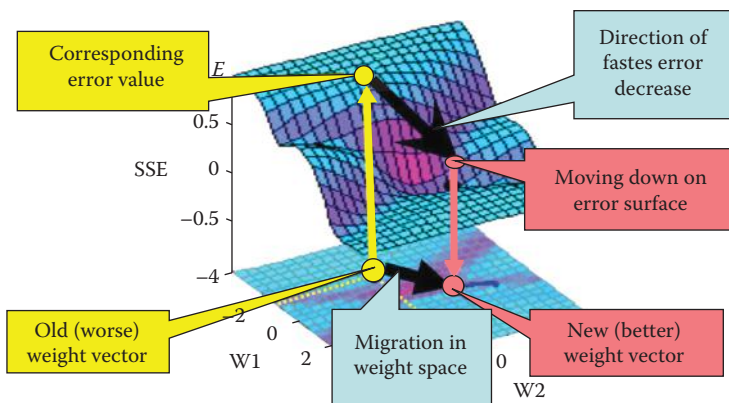 Corresponding
error value
E
Direction of
fastes error
decrease
0.5
SSE
0
−0.5
Moving down on
error surface
−4
−2
0
2
W1
Old (worse)
weight vector
Migration in
weight space
New (better)
weight vector
0
W2